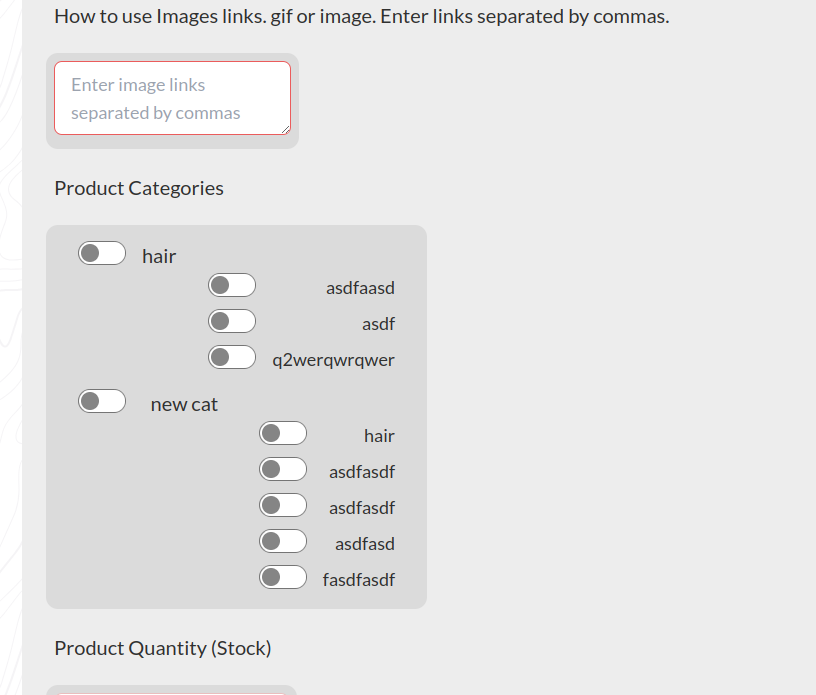 How to use Images links. gif or image. Enter links separated by commas.
Enter image links
separated by commas
Product Categories
hair
asdfaasd
asdf
q2werqwrqwer
new cat
hair
asdfasdf
asdfasdf
asdfasd
fasdfasdf
Product Quantity (Stock)